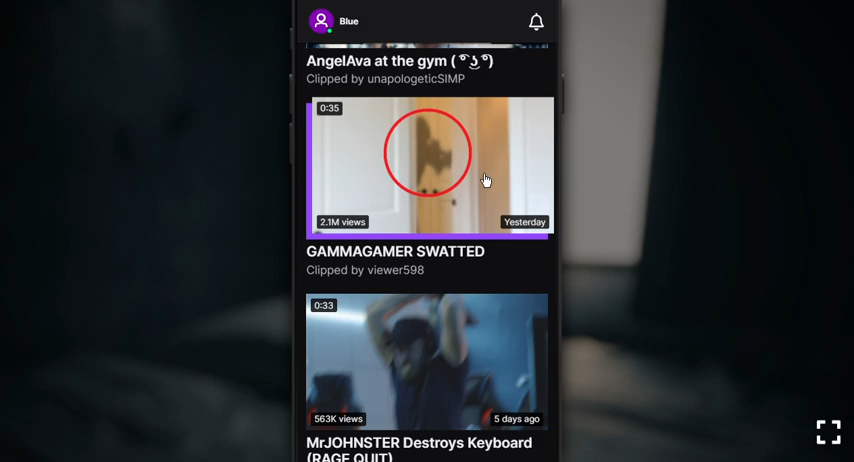 Blue
AngelAva at the gym ( ͡° ͜ʖ ͡°)
Clipped by unapologeticSIMP
0:35
2.1M views
Yesterday
GAMMAGAMER SWATTED
Clipped by viewer598
0:33
563K views
5 days ago
MrJOHNSTER Destroys Keyboard
(RAGE QUIT)